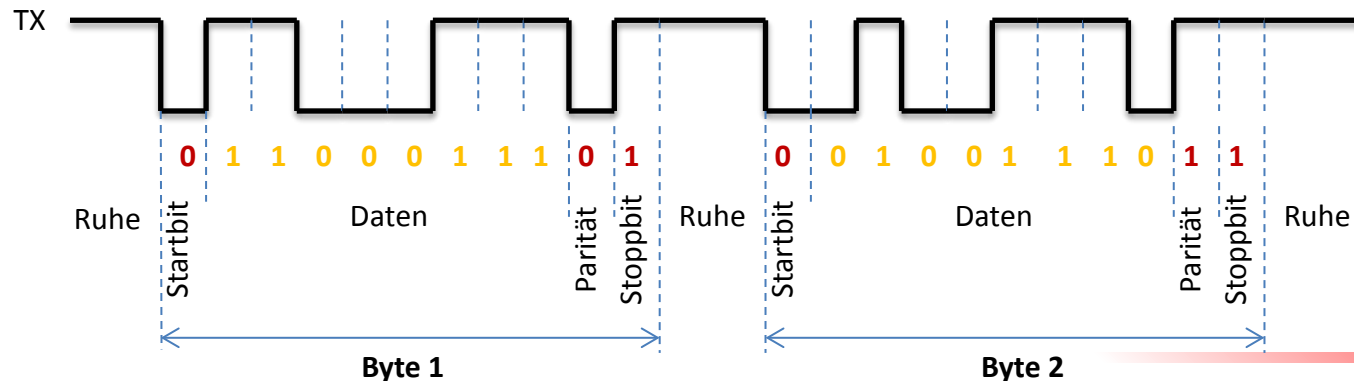 TX
0 1 1 0 0 0 1 1 1 0 1 0 0 1 0 0 1 1 1 0 1 1
Ruhe Startbit Daten Parität Stoppbit Ruhe Startbit Daten Parität Stoppbit Ruhe
Byte 1 Byte 2